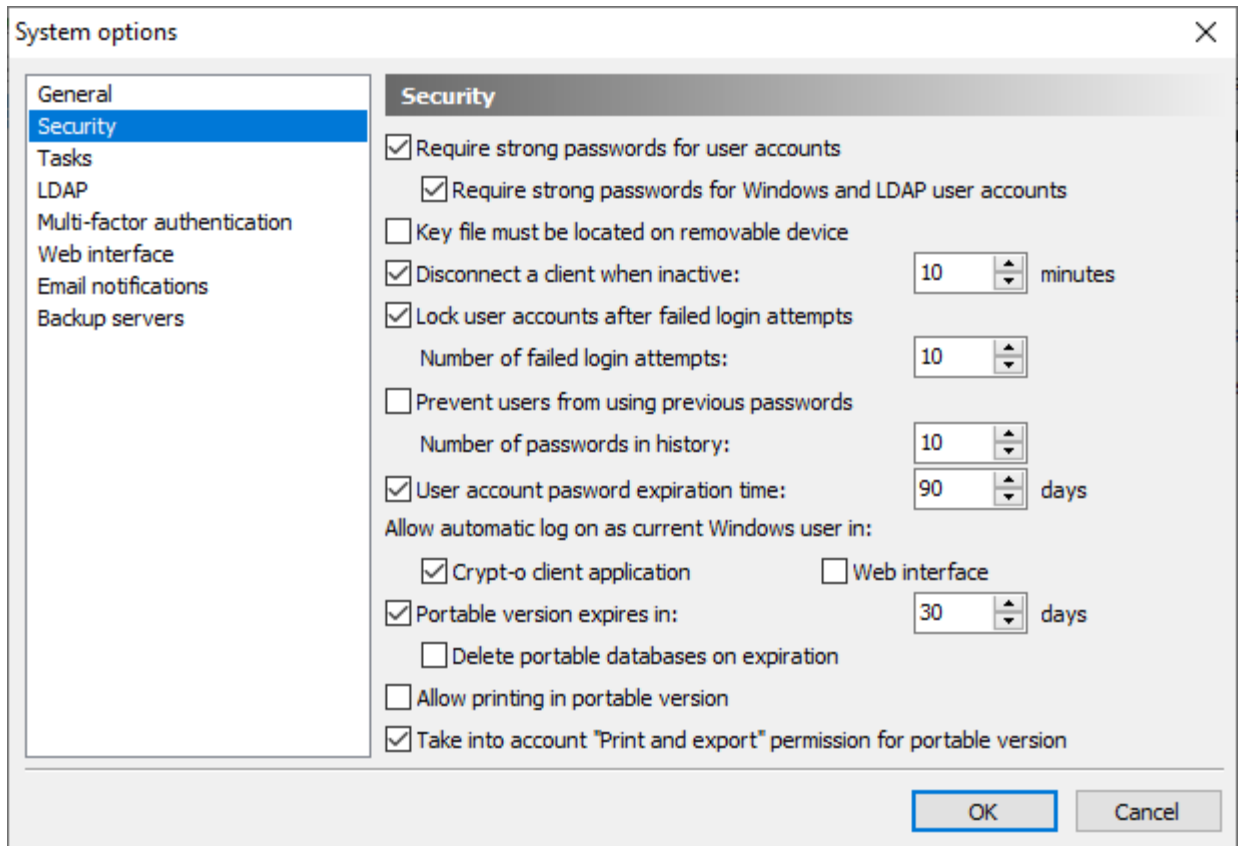 System options
General
Security
Tasks
LDAP
Multi-factor authentication
Web interface
Email notifications
Backup servers
Security
Require strong passwords for user accounts
Require strong passwords for Windows and LDAP user accounts
Key file must be located on removable device
Disconnect a client when inactive: 10 minutes
Lock user accounts after failed login attempts
Number of failed login attempts: 10
Prevent users from using previous passwords
Number of passwords in history: 10
User account pasword expiration time: 90 days
Allow automatic log on as current Windows user in:
Crypt-o client application Web interface
Portable version expires in: 30 days
Delete portable databases on expiration
Allow printing in portable version
Take into account "Print and export" permission for portable version
OK Cancel